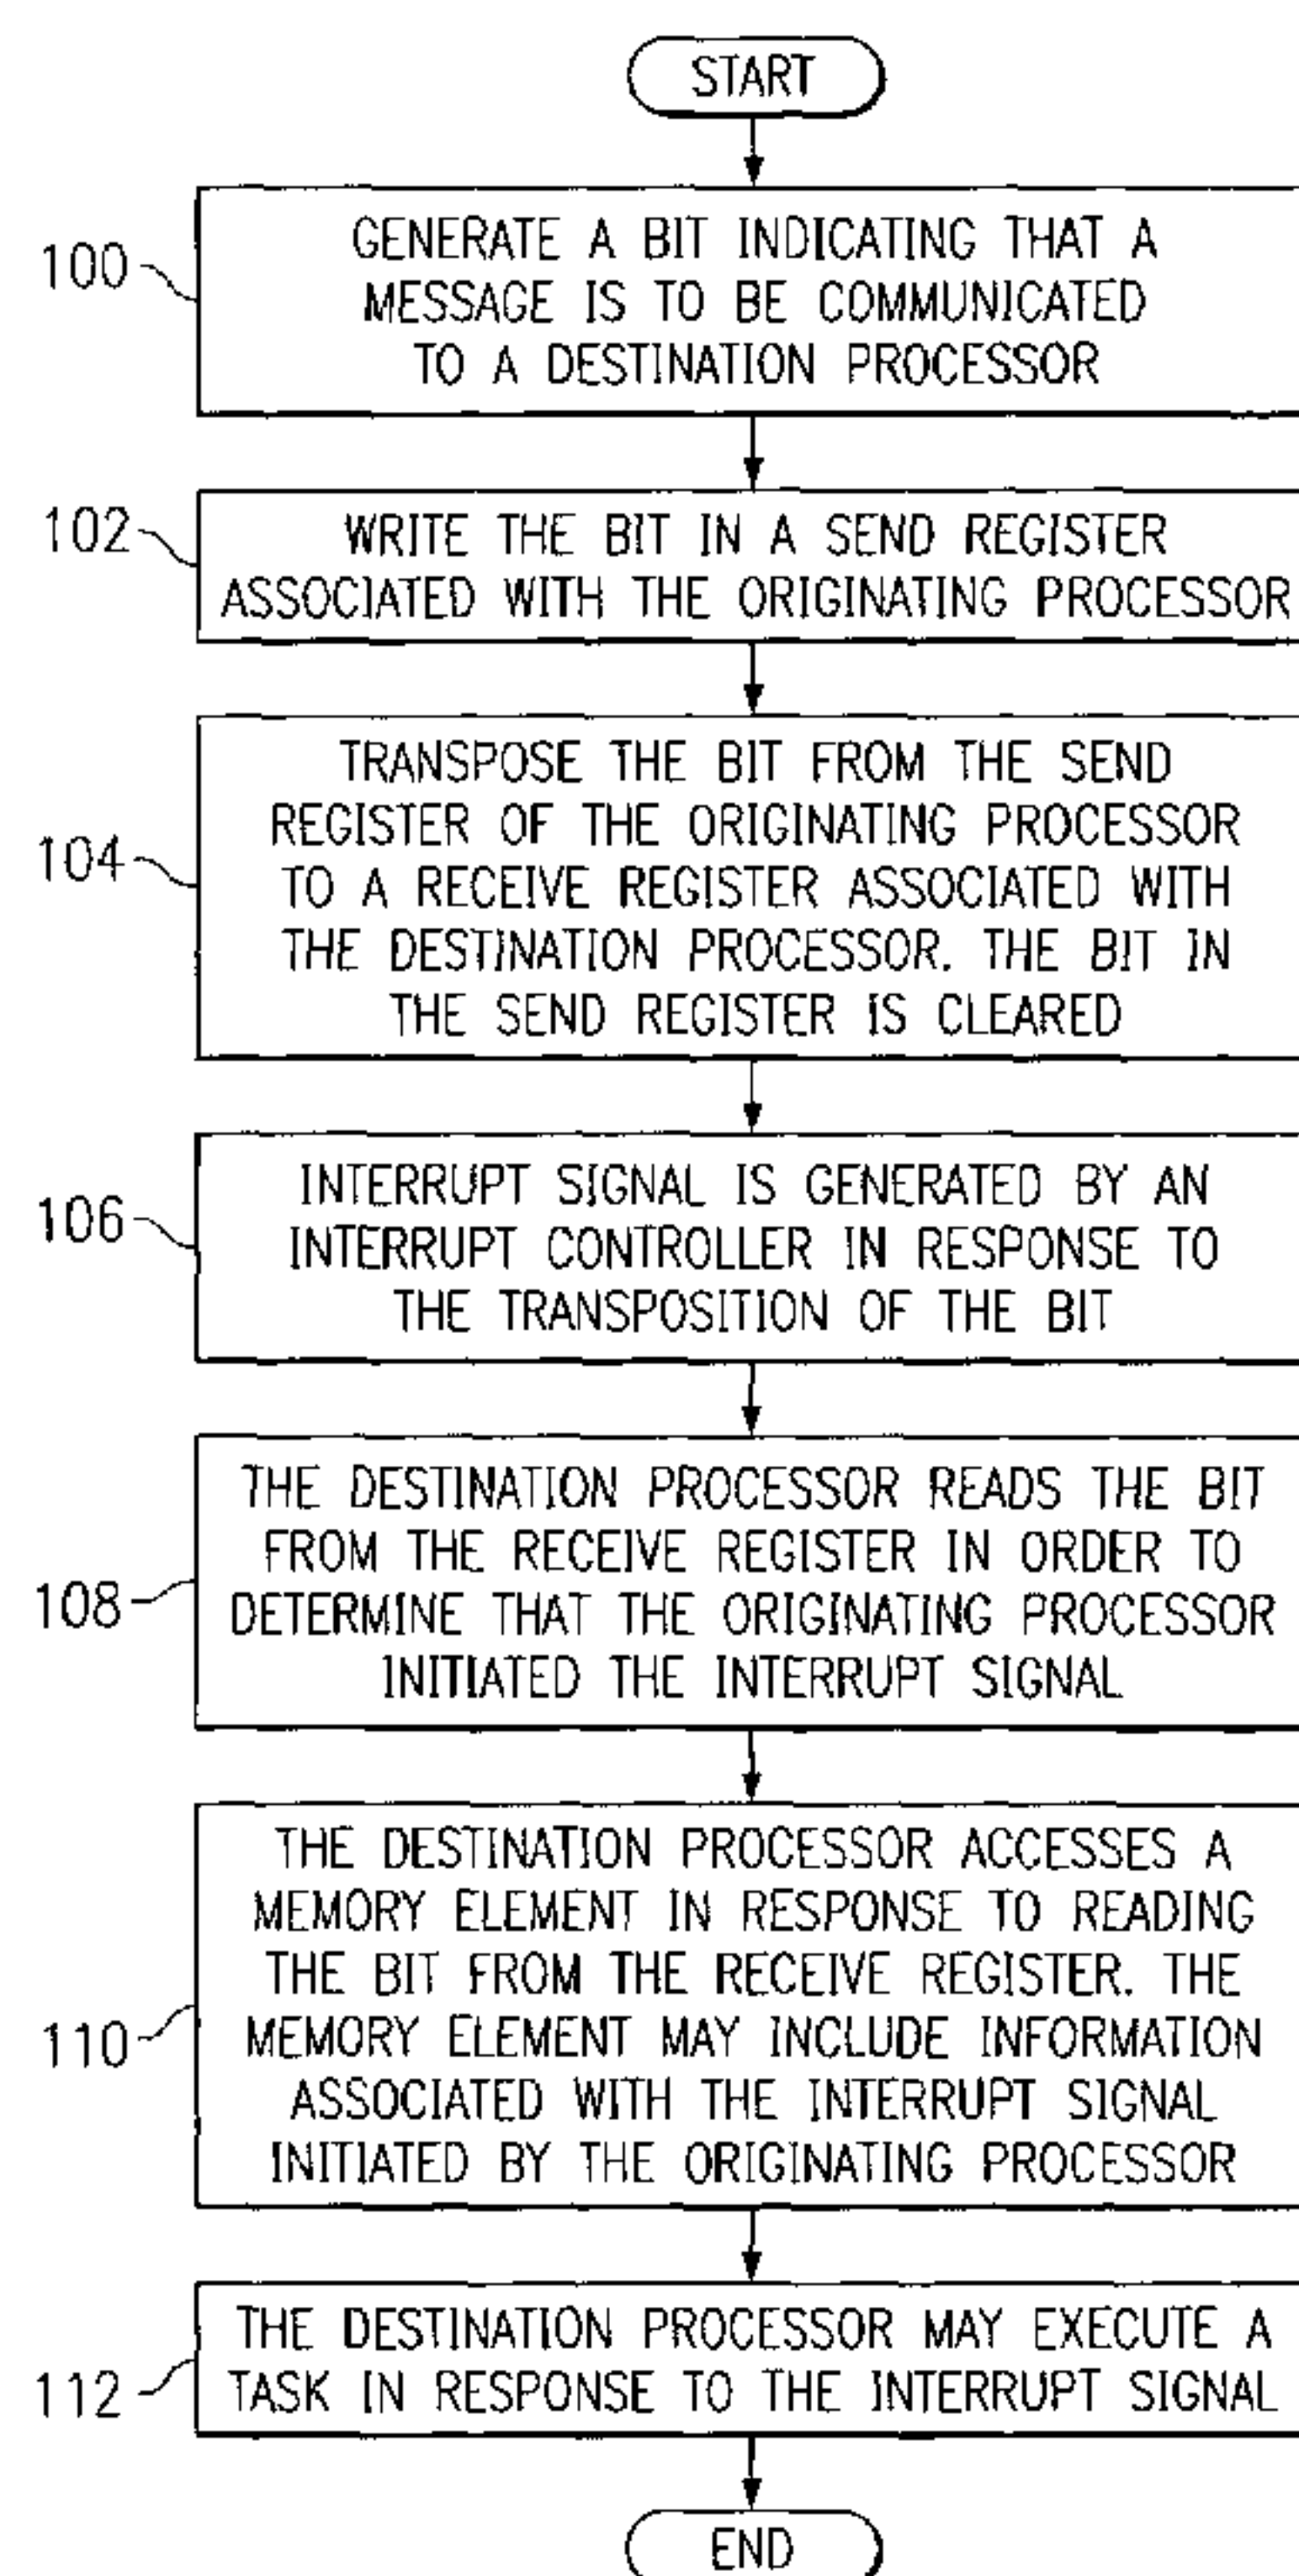 START
100
GENERATE A BIT INDICATING THAT A
MESSAGE IS TO BE COMMUNICATED
TO A DESTINATION PROCESSOR
102
WRITE THE BIT IN A SEND REGISTER
ASSOCIATED WITH THE ORIGINATING PROCESSOR
104
TRANSPOSE THE BIT FROM THE SEND
REGISTER OF THE ORIGINATING PROCESSOR
TO A RECEIVE REGISTER ASSOCIATED WITH
THE DESTINATION PROCESSOR. THE BIT IN
THE SEND REGISTER IS CLEARED
106
INTERRUPT SIGNAL IS GENERATED BY AN
INTERRUPT CONTROLLER IN RESPONSE TO
THE TRANSPOSITION OF THE BIT
108
THE DESTINATION PROCESSOR READS THE BIT
FROM THE RECEIVE REGISTER IN ORDER TO
DETERMINE THAT THE ORIGINATING PROCESSOR
INITIATED THE INTERRUPT SIGNAL
110
THE DESTINATION PROCESSOR ACCESSES A
MEMORY ELEMENT IN RESPONSE TO READING
THE BIT FROM THE RECEIVE REGISTER. THE
MEMORY ELEMENT MAY INCLUDE INFORMATION
ASSOCIATED WITH THE INTERRUPT SIGNAL
INITIATED BY THE ORIGINATING PROCESSOR
112
THE DESTINATION PROCESSOR MAY EXECUTE A
TASK IN RESPONSE TO THE INTERRUPT SIGNAL
END